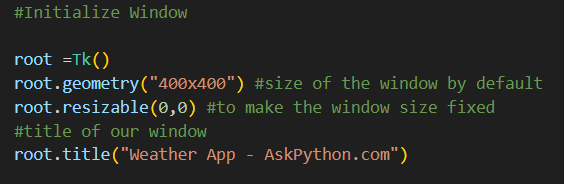 #Initialize Window
root =Tk()
root.geometry("400x400") #size of the window by default
root.resizable(0,0) #to make the window size fixed
#title of our window
root.title("Weather App - AskPython.com")